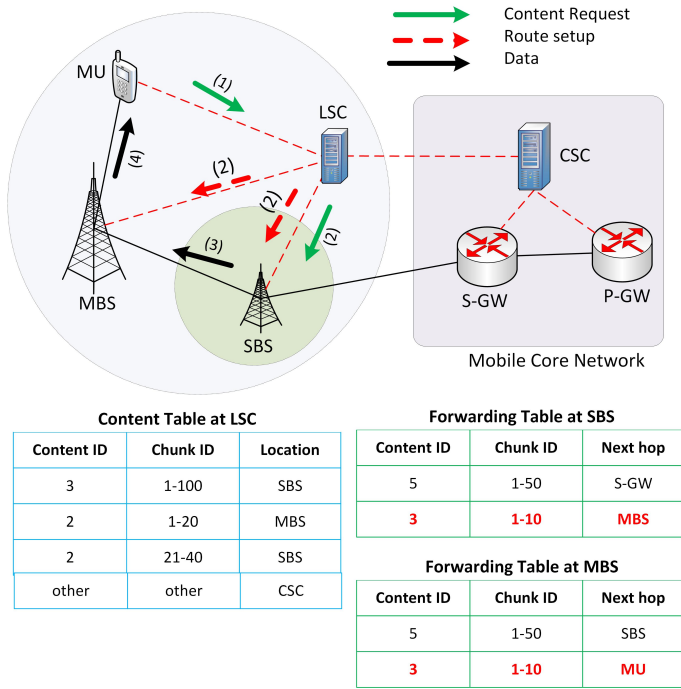 Content Request
Route setup
Data
MU
(1)
LSC
CSC
(2)
(2)
(2)
(4)
(3)
MBS
SBS
S-GW
P-GW
Mobile Core Network
Content Table at LSC
Content ID Chunk ID Location
3 1-100 SBS
2 1-20 MBS
2 21-40 SBS
other other CSC
Forwarding Table at SBS
Content ID Chunk ID Next hop
5 1-50 S-GW
3 1-10 MBS
Forwarding Table at MBS
Content ID Chunk ID Next hop
5 1-50 SBS
3 1-10 MU